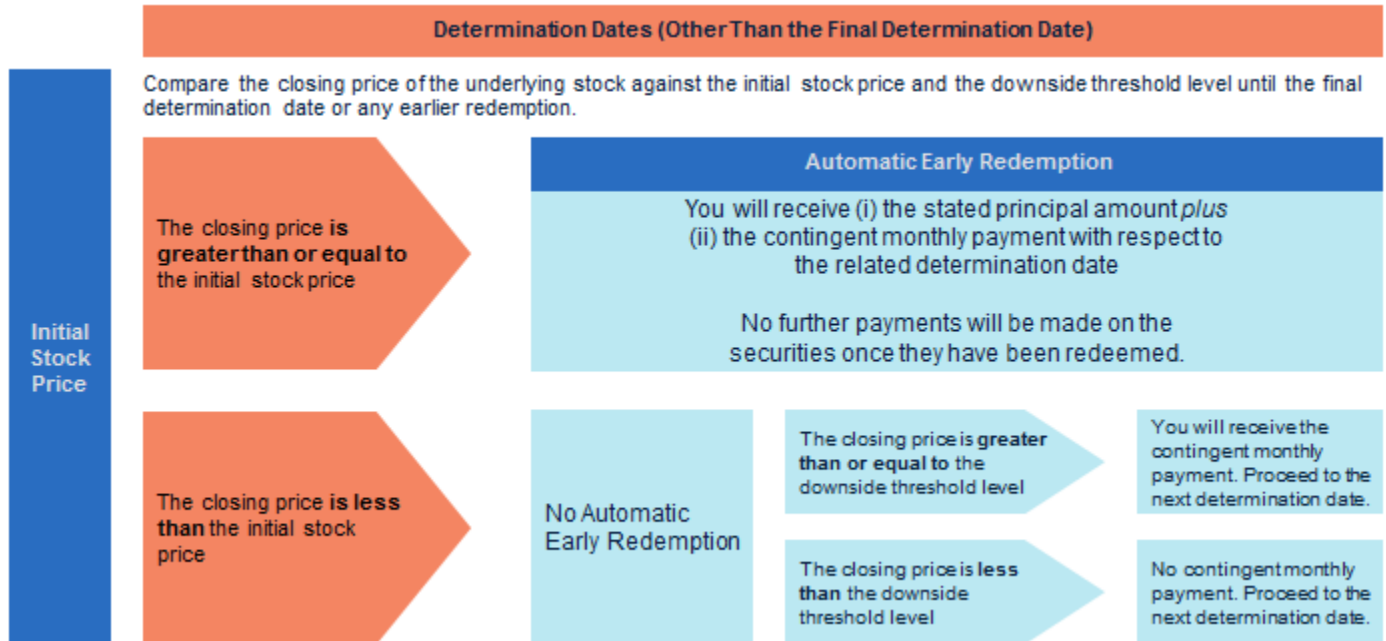 Determination Dates (Other Than the Final Determination Date)
Compare the closing price of the underlying stock against the initial stock price and the downside threshold level until the final
determination date or any earlier redemption.
Initial
Stock
Price
The closing price is
greater than or equal to
the initial stock price
Automatic Early Redemption
You will receive (i) the stated principal amount plus
(ii) the contingent monthly payment with respect to
the related determination date
No further payments will be made on the
securities once they have been redeemed.
The closing price is less
than the initial stock
price
No Automatic
Early Redemption
The closing price is greater
than or equal to the
downside threshold level
You will receive the
contingent monthly
payment. Proceed to the
next determination date.
The closing price is less
than the downside
threshold level
No contingent monthly
payment. Proceed to the
next determination date.